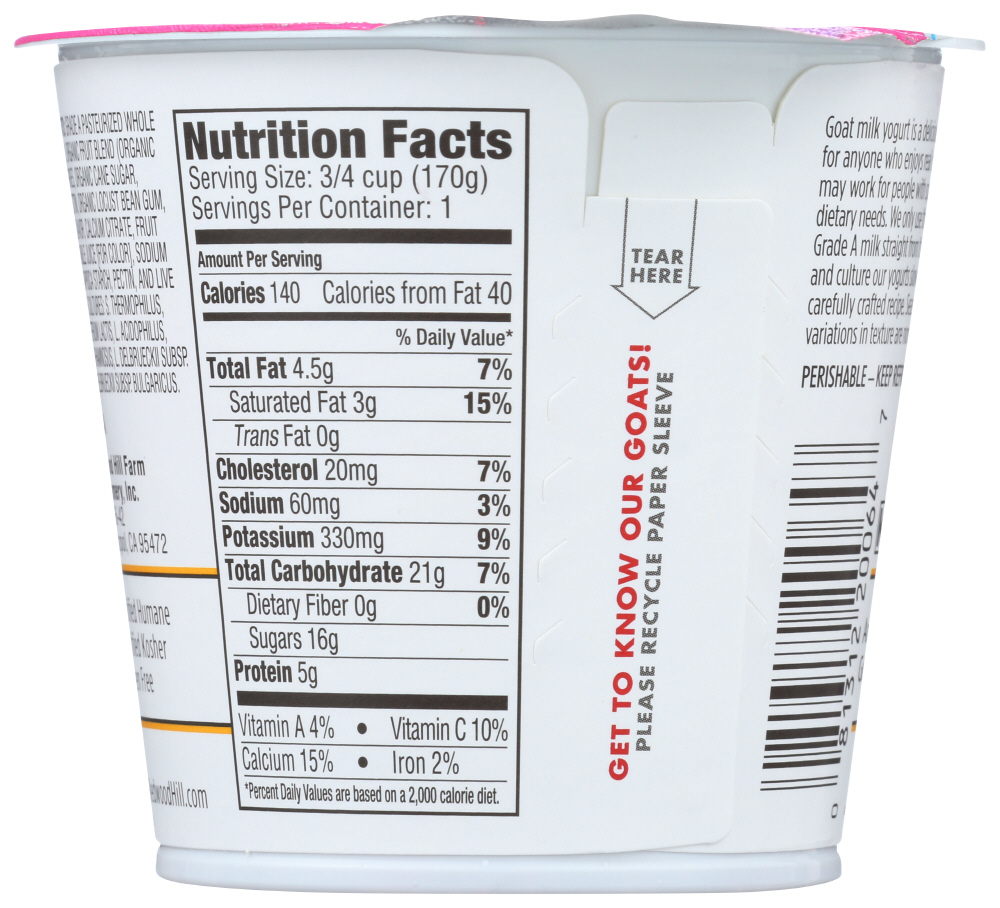 A PASTEURIZED WHOLE
FRUIT BLEND (ORGANIC
ORGANIC CANE SUGAR,
ORGANIC LOCUST BEAN GUM,
CALCIUM CITRATE, FRUIT
JUICE (FOR COLOR), SODIUM
STARCH, PECTIN, AND LIVE
S. THERMOPHILUS,
L. ACIDOPHILUS,
L. DELBRUECKII SUBSP.
SUBSP. BULGARICUS.
Hill Farm
Inc.
CA 95472
Humane
Kosher
Free
Nutrition Facts
Serving Size: 3/4 cup (170g)
Servings Per Container: 1
Amount Per Serving
Calories 140 Calories from Fat 40
% Daily Value*
Total Fat 4.5g 7%
Saturated Fat 3g 15%
Trans Fat 0g
Cholesterol 20mg 7%
Sodium 60mg 3%
Potassium 330mg 9%
Total Carbohydrate 21g 7%
Dietary Fiber 0g 0%
Sugars 16g
Protein 5g
Vitamin A 4% • Vitamin C 10%
Calcium 15% • Iron 2%
*Percent Daily Values are based on a 2,000 calorie diet.
TEAR
HERE
GET TO KNOW OUR GOATS!
PLEASE RECYCLE PAPER SLEEVE
Goat milk yogurt is a
for anyone who enjoys
may work for people
dietary needs. We only
Grade A milk straight
and culture our yogurts
carefully crafted recipe.
variations in texture are
PERISHABLE – KEEP
0 81312 20064 7